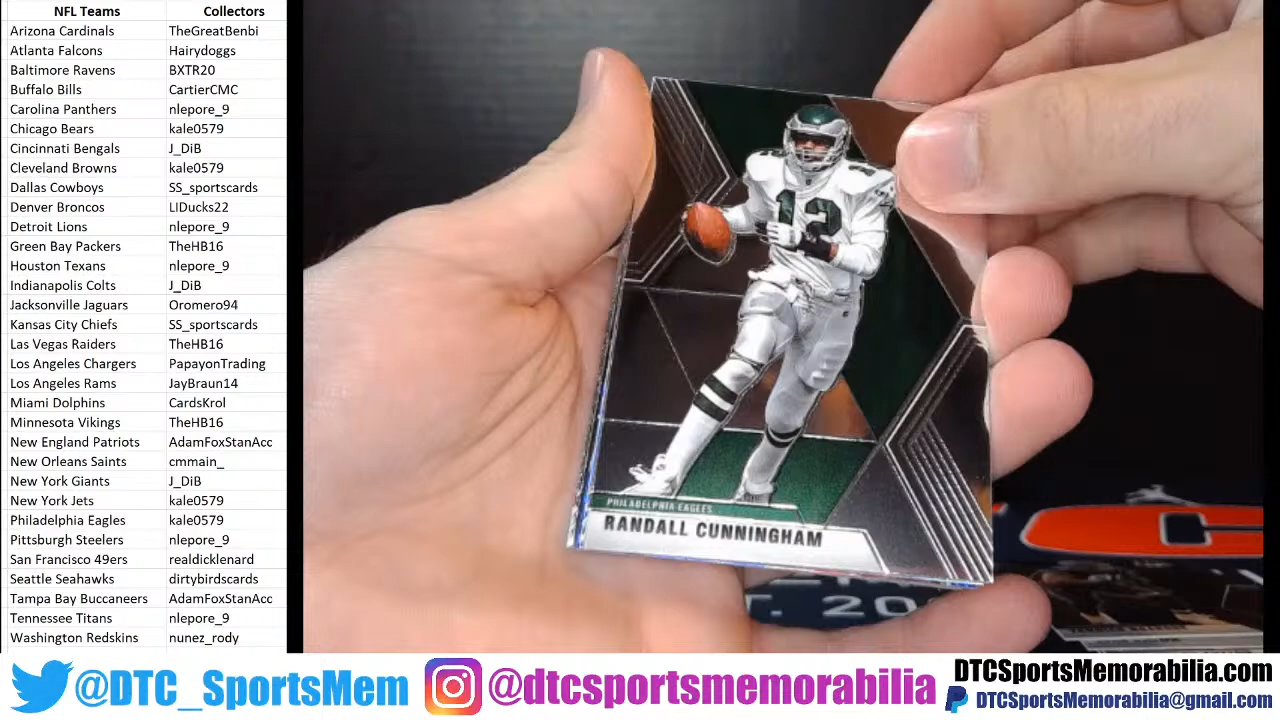 NFL Teams Collectors
Arizona Cardinals TheGreatBenbi
Atlanta Falcons Hairydoggs
Baltimore Ravens BXTR20
Buffalo Bills CartierCMC
Carolina Panthers nlepore_9
Chicago Bears kale0579
Cincinnati Bengals J_DiB
Cleveland Browns kale0579
Dallas Cowboys SS_sportscards
Denver Broncos LIDucks22
Detroit Lions nlepore_9
Green Bay Packers TheHB16
Houston Texans nlepore_9
Indianapolis Colts J_DiB
Jacksonville Jaguars Oromero94
Kansas City Chiefs SS_sportscards
Las Vegas Raiders TheHB16
Los Angeles Chargers PapayonTrading
Los Angeles Rams JayBraun14
Miami Dolphins CardsKrol
Minnesota Vikings TheHB16
New England Patriots AdamFoxStanAcc
New Orleans Saints cmmain_
New York Giants J_DiB
New York Jets kale0579
Philadelphia Eagles kale0579
Pittsburgh Steelers nlepore_9
San Francisco 49ers realdicklenard
Seattle Seahawks dirtybirdscards
Tampa Bay Buccaneers AdamFoxStanAcc
Tennessee Titans nlepore_9
Washington Redskins nunez_rody
12
PHILADELPHIA EAGLES
RANDALL CUNNINGHAM
@DTC_SportsMem
@dtcsportsmemorabilia
DTCSportsMemorabilia.com
DTCSportsMemorabilia@gmail.com